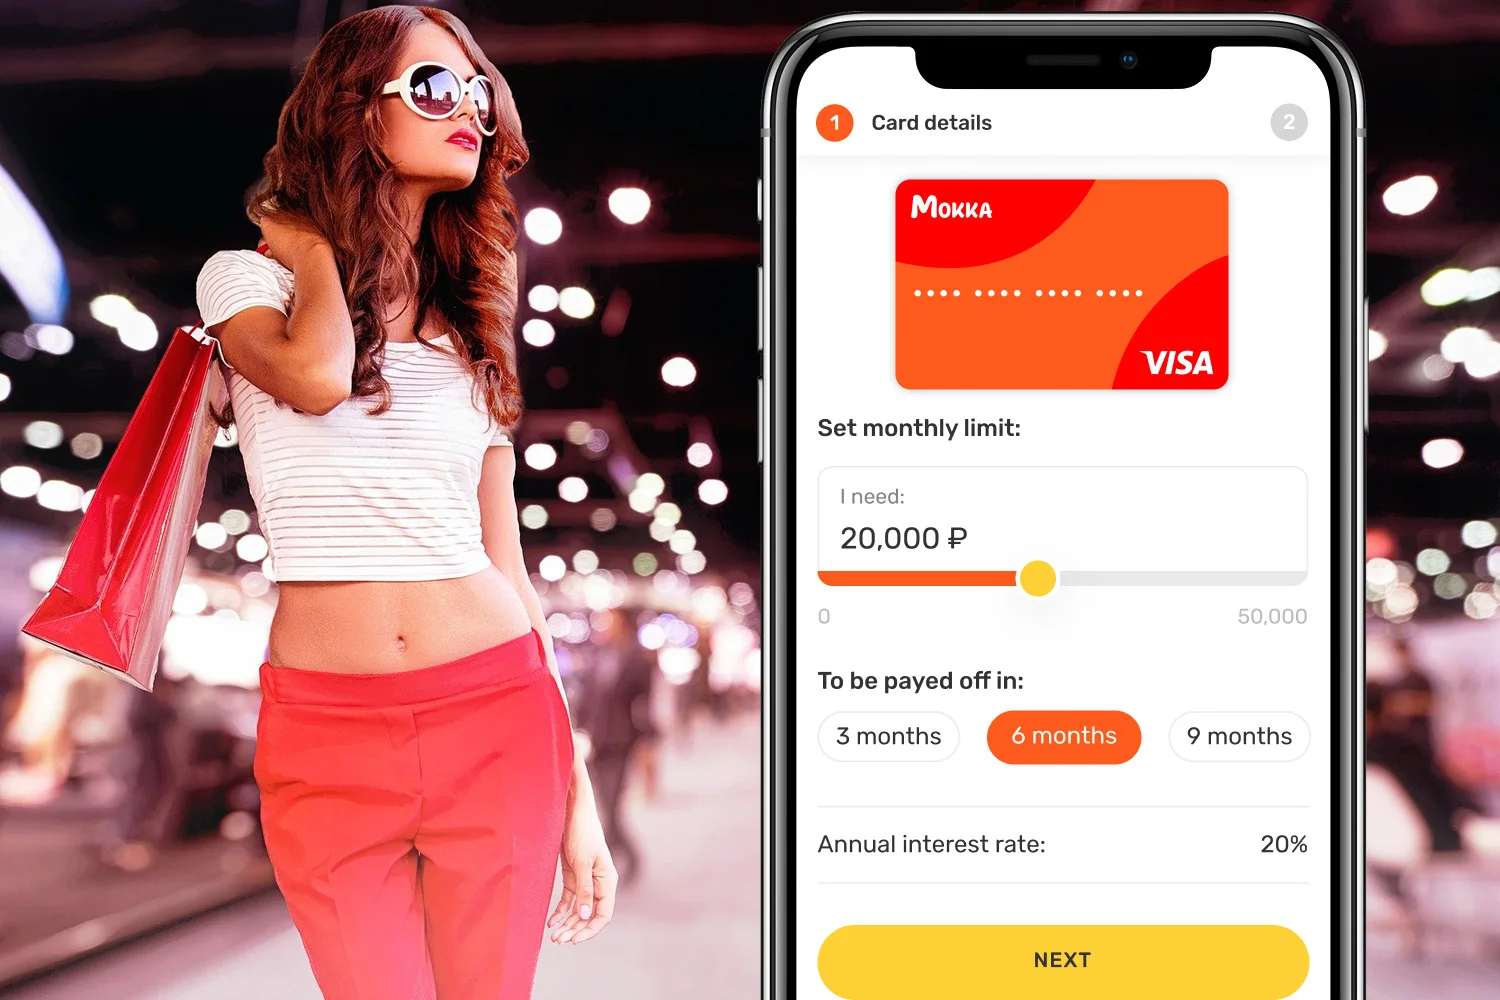 1 Card details 2
MOKKA
VISA
Set monthly limit:
I need:
20,000 ₽
0 50,000
To be payed off in:
3 months 6 months 9 months
Annual interest rate: 20%
NEXT